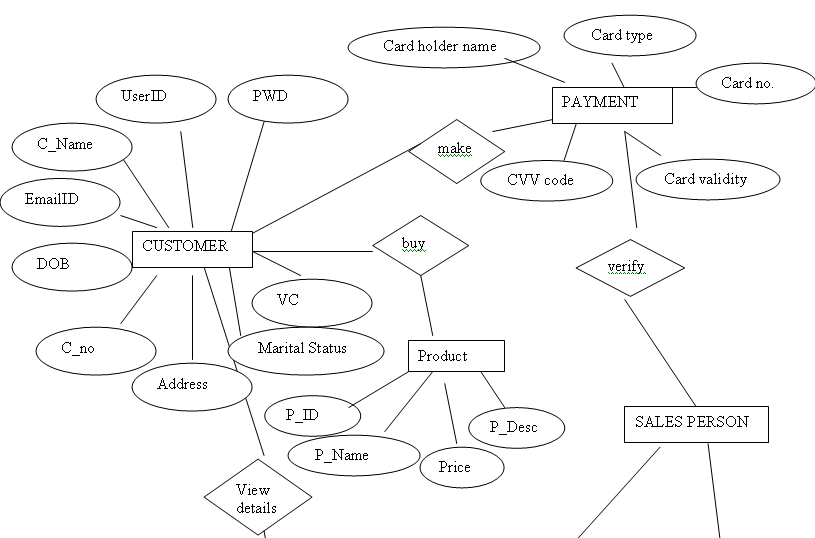 Card type
Card holder name
Card no.
UserID
PWD
PAYMENT
C_Name
make
CVV code
Card validity
EmailID
CUSTOMER
buy
DOB
verify
VC
C_no
Marital Status
Product
Address
P_ID
SALES PERSON
P_Desc
P_Name
Price
View
details